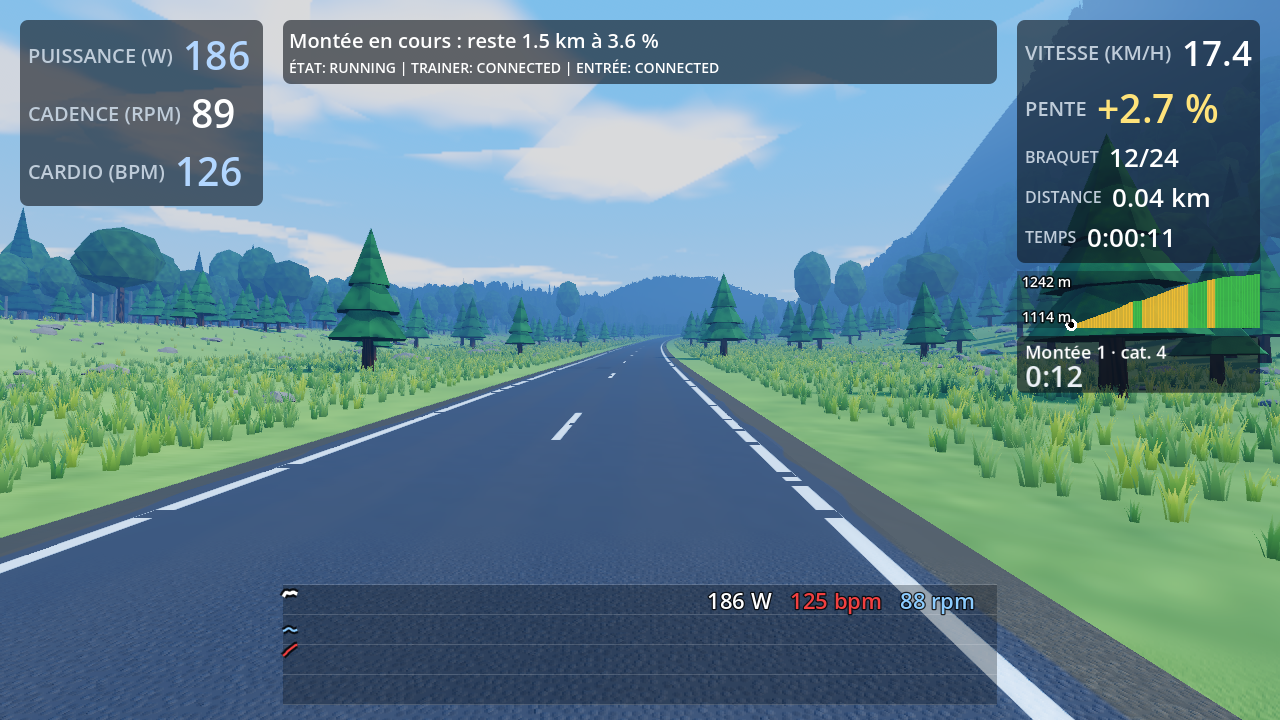 PUISSANCE (W) 186
CADENCE (RPM) 89
CARDIO (BPM) 126
Montée en cours : reste 1.5 km à 3.6 %
ÉTAT: RUNNING | TRAINER: CONNECTED | ENTRÉE: CONNECTED
VITESSE (KM/H) 17.4
PENTE +2.7 %
BRAQUET 12/24
DISTANCE 0.04 km
TEMPS 0:00:11
1242 m
1114 m
Montée 1 · cat. 4
0:12
186 W 125 bpm 88 rpm